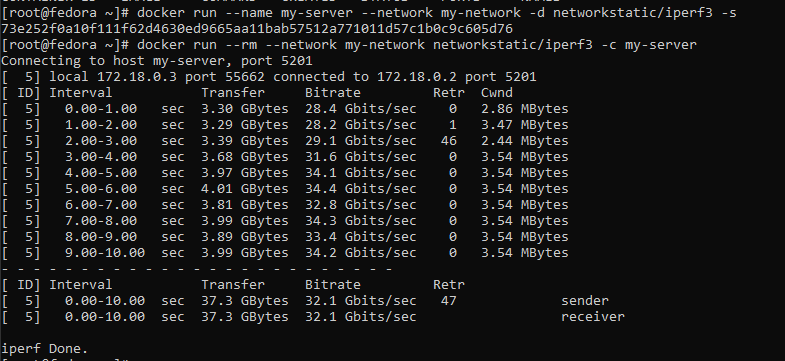 [root@fedora ~]# docker run --name my-server --network my-network -d networkstatic/iperf3 -s
73e252f0a10f111f62d4630ed9665aa11bab57512a771011d57c1b0c9c605d76
[root@fedora ~]# docker run --rm --network my-network networkstatic/iperf3 -c my-server
Connecting to host my-server, port 5201
[  5] local 172.18.0.3 port 55662 connected to 172.18.0.2 port 5201
[ ID] Interval           Transfer     Bitrate         Retr  Cwnd
[  5]   0.00-1.00   sec  3.30 GBytes  28.4 Gbits/sec    0   2.86 MBytes
[  5]   1.00-2.00   sec  3.29 GBytes  28.2 Gbits/sec    1   3.47 MBytes
[  5]   2.00-3.00   sec  3.39 GBytes  29.1 Gbits/sec   46   2.44 MBytes
[  5]   3.00-4.00   sec  3.68 GBytes  31.6 Gbits/sec    0   3.54 MBytes
[  5]   4.00-5.00   sec  3.97 GBytes  34.1 Gbits/sec    0   3.54 MBytes
[  5]   5.00-6.00   sec  4.01 GBytes  34.4 Gbits/sec    0   3.54 MBytes
[  5]   6.00-7.00   sec  3.81 GBytes  32.8 Gbits/sec    0   3.54 MBytes
[  5]   7.00-8.00   sec  3.99 GBytes  34.3 Gbits/sec    0   3.54 MBytes
[  5]   8.00-9.00   sec  3.89 GBytes  33.4 Gbits/sec    0   3.54 MBytes
[  5]   9.00-10.00  sec  3.99 GBytes  34.2 Gbits/sec    0   3.54 MBytes
- - - - - - - - - - - - - - - - - - - - - - - - -
[ ID] Interval           Transfer     Bitrate         Retr
[  5]   0.00-10.00  sec  37.3 GBytes  32.1 Gbits/sec   47             sender
[  5]   0.00-10.00  sec  37.3 GBytes  32.1 Gbits/sec                  receiver
iperf Done.